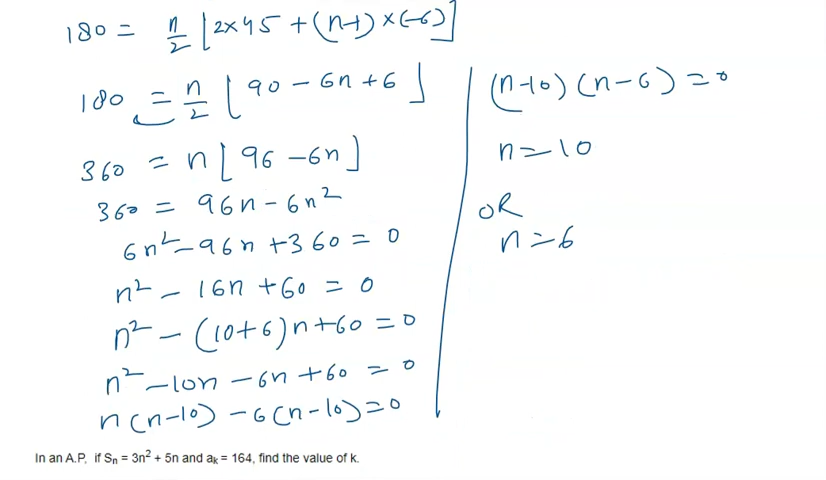 180 = n/2 [2×45 + (n-1) ×(-6)]
180 = n/2 [90 - 6n + 6]
360 = n[96 - 6n]
360 = 96n - 6n²
6n² - 96n + 360 = 0
n² - 16n + 60 = 0
n² - (10+6)n + 60 = 0
n² - 10n - 6n + 60 = 0
n(n-10) - 6(n-10) = 0
(n-10)(n-6) = 0
n = 10
OR
n = 6
In an A.P, if Sn = 3n² + 5n and ak = 164, find the value of k.